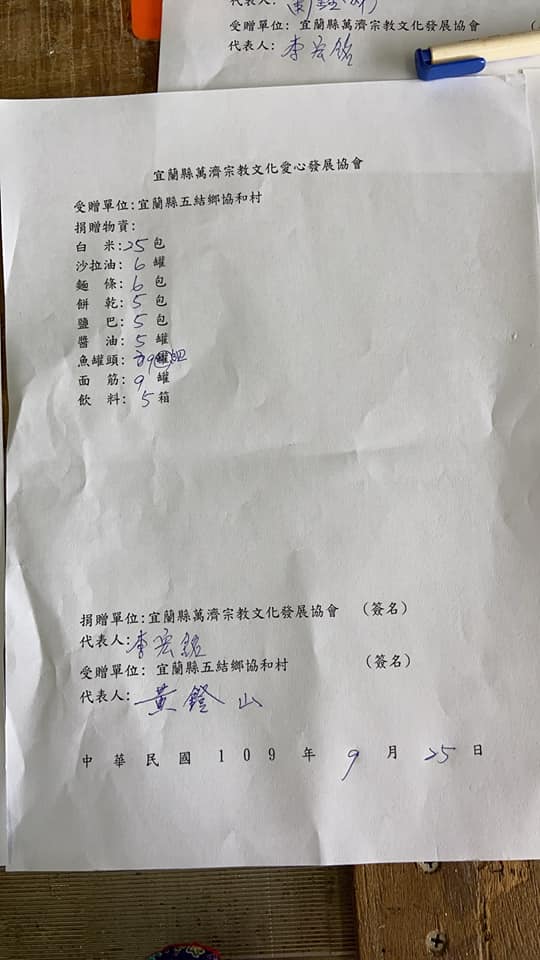 代表人:
受贈單位: 宜蘭縣萬濟宗教文化發展協會 (
代表人: 李宏銘
宜蘭縣萬濟宗教文化愛心發展協會
受贈單位:宜蘭縣五結鄉協和村
捐贈物資:
白 米:25包
沙拉油: 6 罐
麵 條: 6 包
餅 乾: 5 包
鹽 巴: 5 包
醬 油: 5 罐
魚罐頭: 9罐
面 筋: 9 罐
飲 料: 5 箱
捐贈單位:宜蘭縣萬濟宗教文化發展協會 (簽名)
代表人:李宏銘
受贈單位: 宜蘭縣五結鄉協和村 (簽名)
代表人: 黃鐙山
中華民國 109 年 9 月 25 日